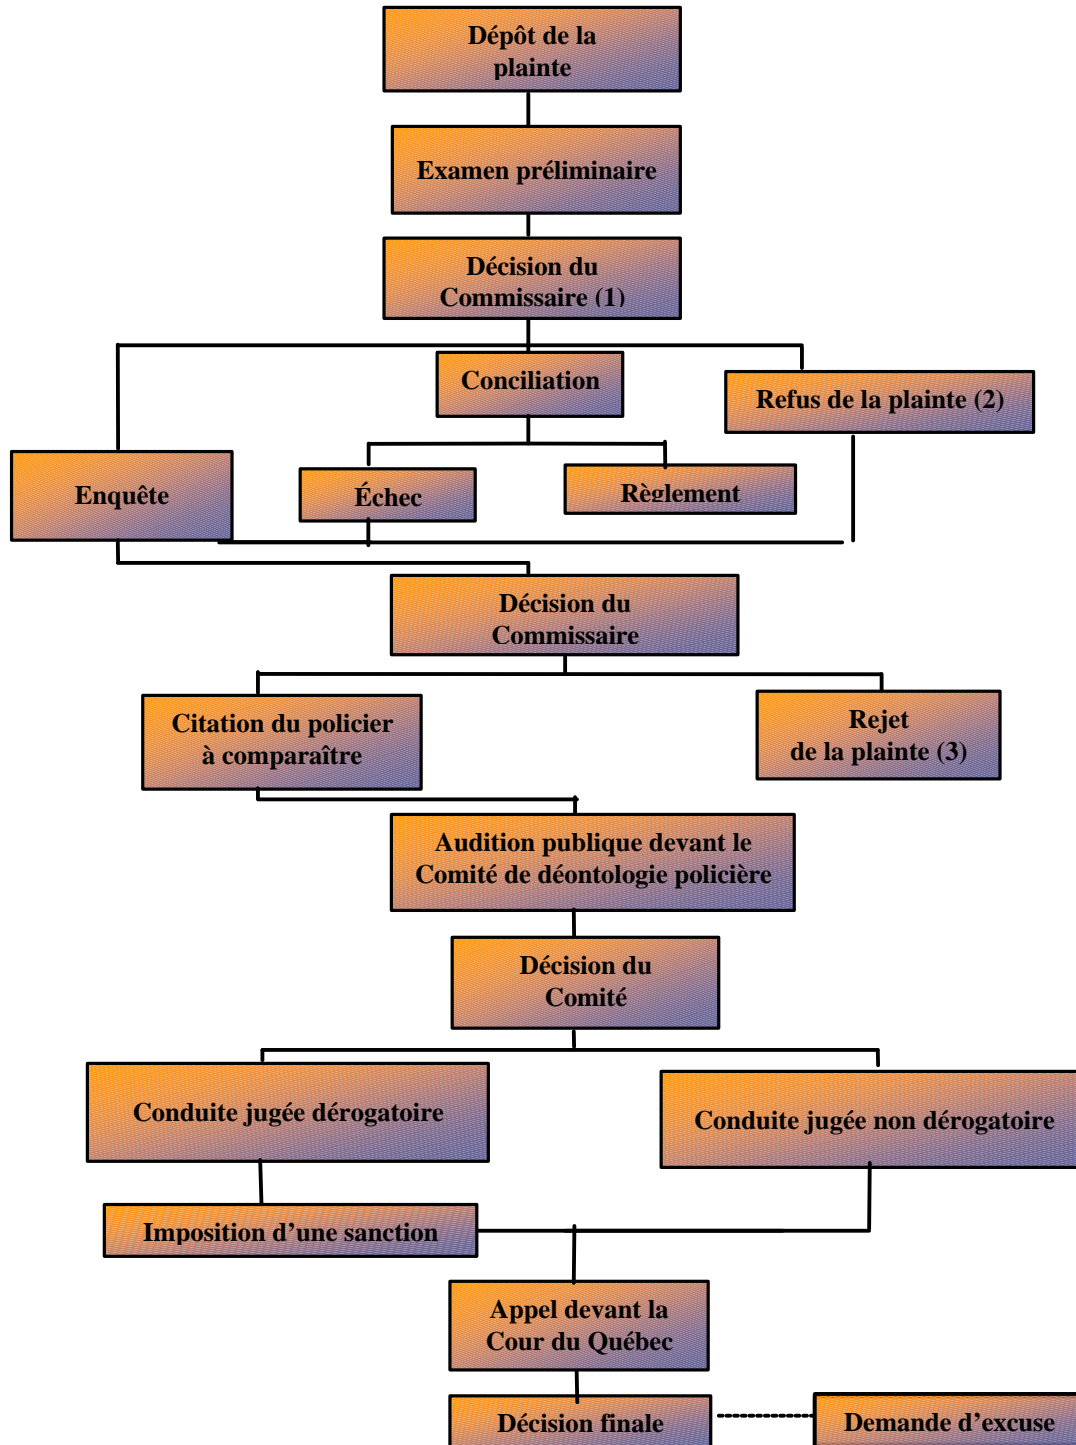 Dépôt de la
plainte
Examen préliminaire
Décision du
Commissaire (1)
Conciliation
Refus de la plainte (2)
Enquête
Échec
Règlement
Décision du
Commissaire
Citation du policier
à comparaître
Rejet
de la plainte (3)
Audition publique devant le
Comité de déontologie policière
Décision du
Comité
Conduite jugée dérogatoire
Conduite jugée non dérogatoire
Imposition d’une sanction
Appel devant la
Cour du Québec
Décision finale
Demande d’excuse